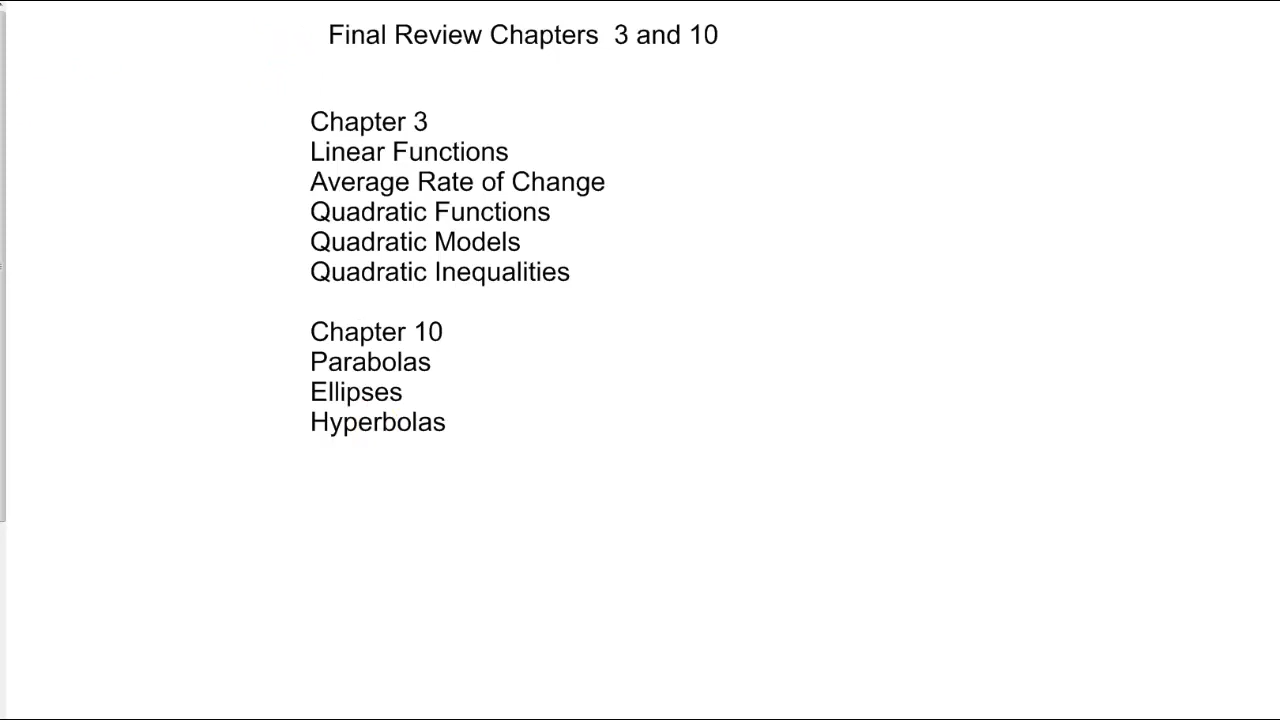 Final Review Chapters  3 and 10
Chapter 3
Linear Functions
Average Rate of Change
Quadratic Functions
Quadratic Models
Quadratic Inequalities
Chapter 10
Parabolas
Ellipses
Hyperbolas